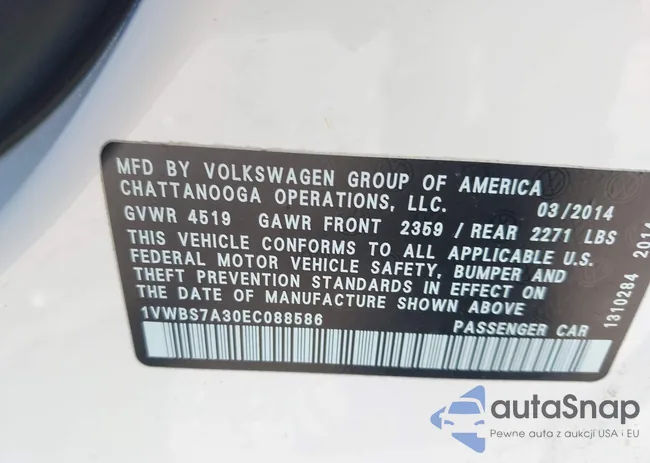 MFD BY VOLKSWAGEN GROUP OF AMERICA
CHATTANOOGA OPERATIONS, LLC. 03/2014
GVWR 4519 GAWR FRONT 2359 / REAR 2271 LBS
THIS VEHICLE CONFORMS TO ALL APPLICABLE U.S.
FEDERAL MOTOR VEHICLE SAFETY, BUMPER AND
THEFT PREVENTION STANDARDS IN EFFECT ON
THE DATE OF MANUFACTURE SHOWN ABOVE
1VWBS7A30EC088586 PASSENGER CAR
1310284 2014
autaSnap
Pewne auta z aukcji USA i EU